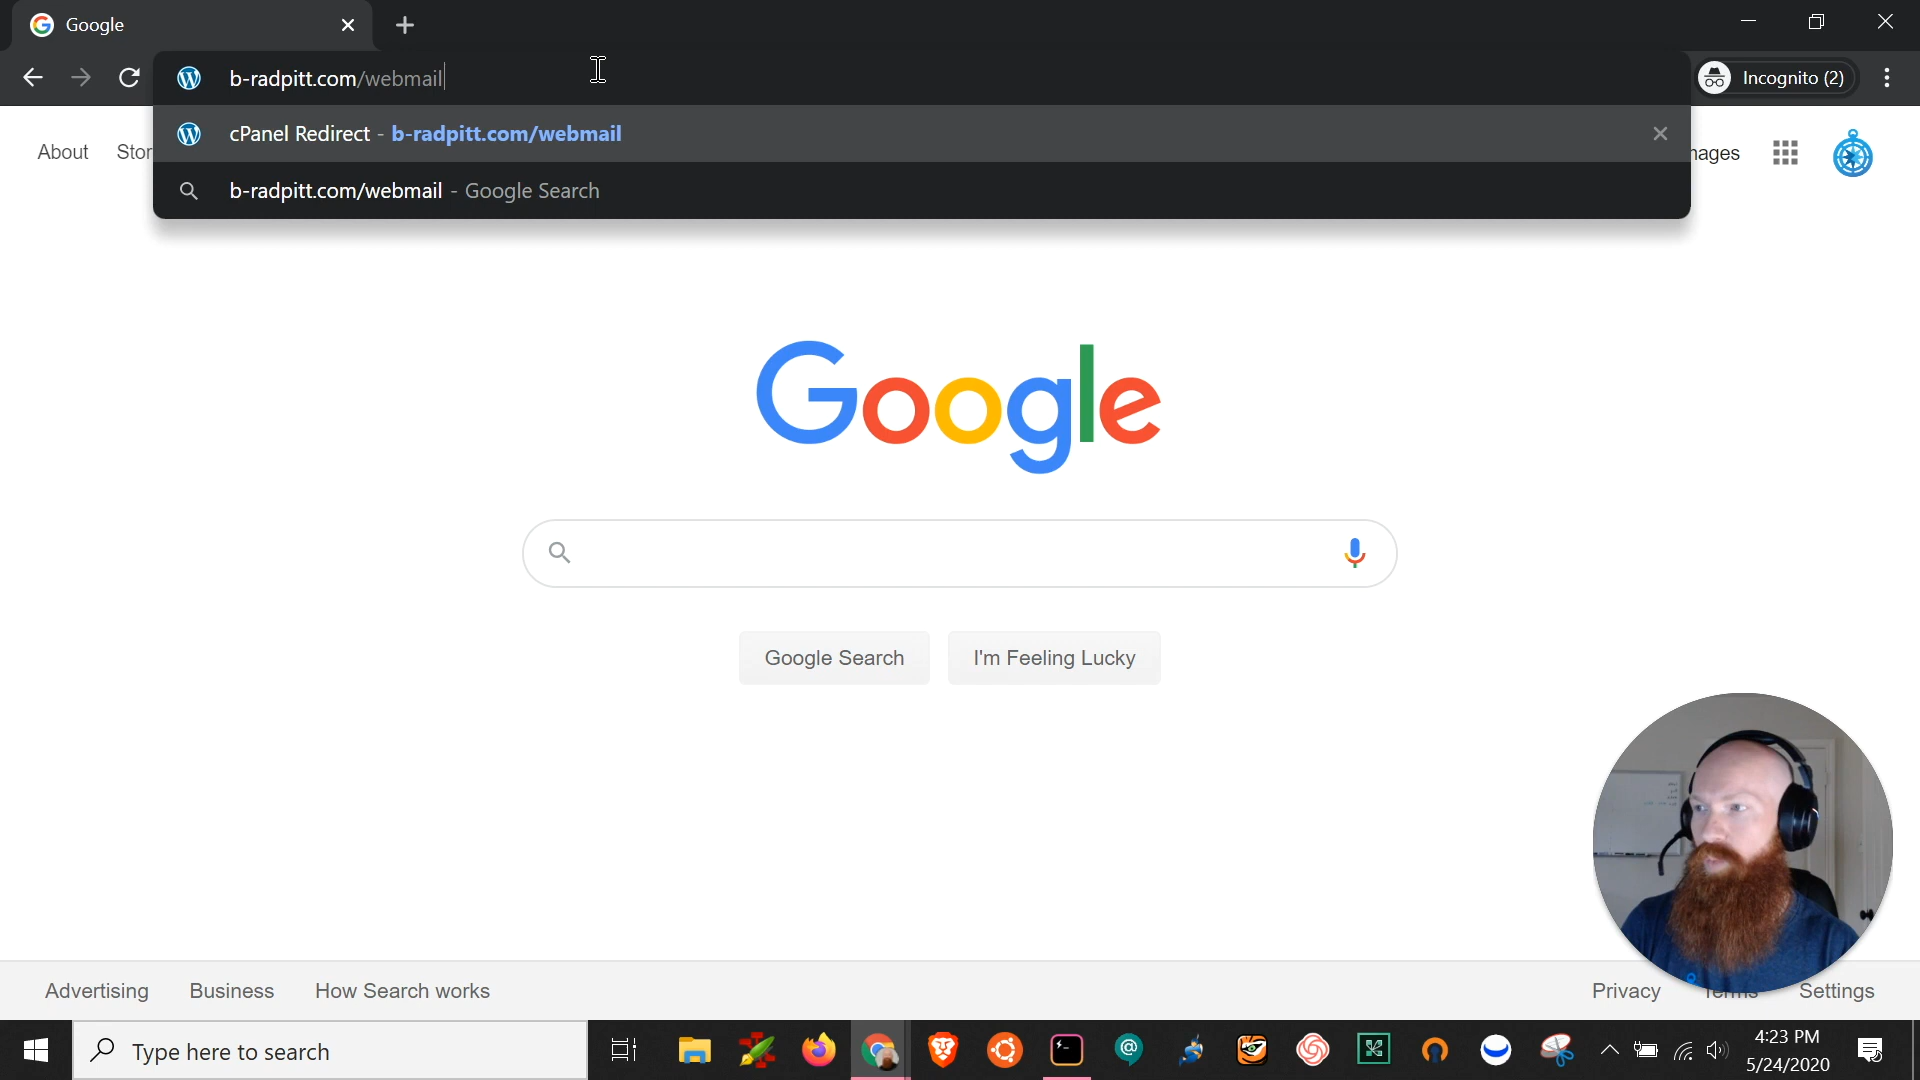 Google
b-radpitt.com/webmail
Incognito (2)
cPanel Redirect - b-radpitt.com/webmail
b-radpitt.com/webmail - Google Search
About
Google
Google Search
I'm Feeling Lucky
Advertising
Business
How Search works
Privacy
Terms
Settings
Type here to search
4:23 PM
5/24/2020